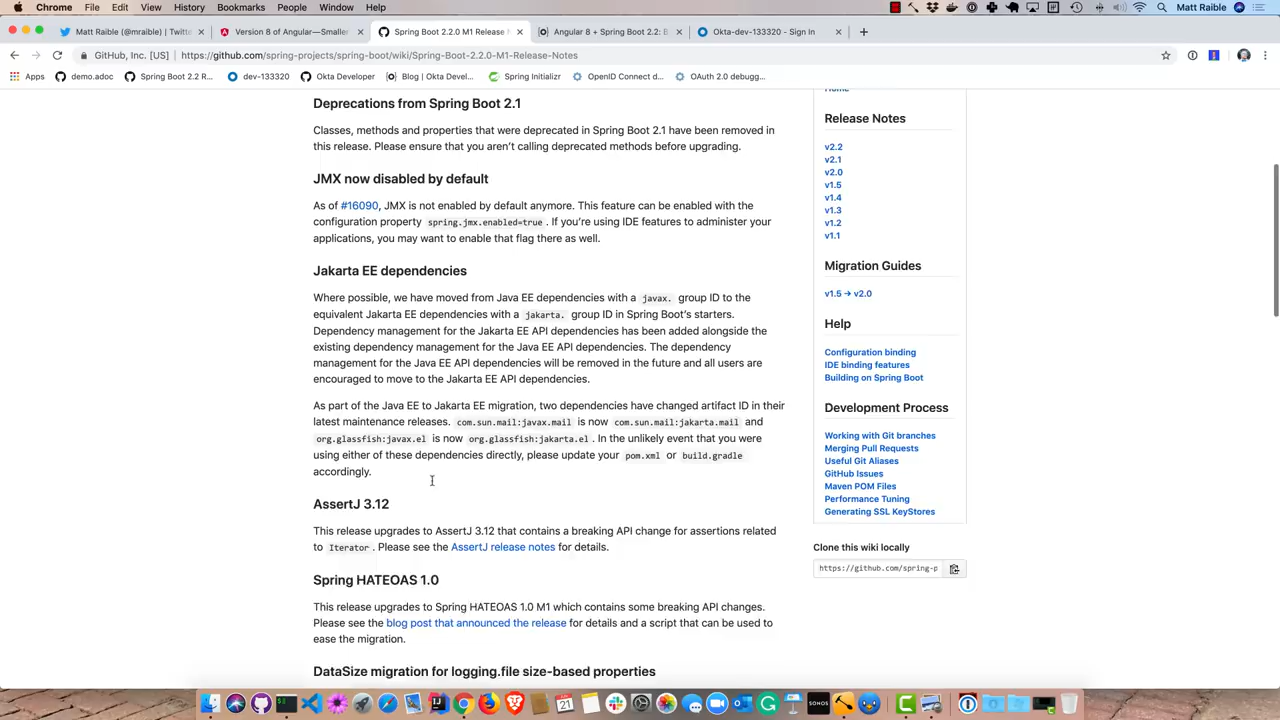 Chrome File Edit View History Bookmarks People Window Help
Matt Raible
Matt Raible (@mraible) | Twitt
Version 8 of Angular—Small
Spring Boot 2.2.0 M1 Release
Angular 8 + Spring Boot 2.2: B
Okta-dev-133320 - Sign In
GitHub, Inc. [US] | https://github.com/spring-projects/spring-boot/wiki/Spring-Boot-2.2.0-M1-Release-Notes
Apps demo.adoc Spring Boot 2.2 R... dev-133320 Okta Developer Blog | Okta Devel... Spring Initializr OpenID Connect d... OAuth 2.0 debugg...
Deprecations from Spring Boot 2.1
Classes, methods and properties that were deprecated in Spring Boot 2.1 have been removed in
this release. Please ensure that you aren't calling deprecated methods before upgrading.
JMX now disabled by default
As of #16090, JMX is not enabled by default anymore. This feature can be enabled with the
configuration property spring.jmx.enabled=true. If you're using IDE features to administer your
applications, you may want to enable that flag there as well.
Jakarta EE dependencies
Where possible, we have moved from Java EE dependencies with a javax. group ID to the
equivalent Jakarta EE dependencies with a jakarta. group ID in Spring Boot's starters.
Dependency management for the Jakarta EE API dependencies has been added alongside the
existing dependency management for the Java EE API dependencies. The dependency
management for the Java EE API dependencies will be removed in the future and all users are
encouraged to move to the Jakarta EE API dependencies.
As part of the Java EE to Jakarta EE migration, two dependencies have changed artifact ID in their
latest maintenance releases. com.sun.mail:javax.mail is now com.sun.mail:jakarta.mail and
org.glassfish:javax.el is now org.glassfish:jakarta.el. In the unlikely event that you were
using either of these dependencies directly, please update your pom.xml or build.gradle
accordingly.
AssertJ 3.12
This release upgrades to AssertJ 3.12 that contains a breaking API change for assertions related
to Iterator. Please see the AssertJ release notes for details.
Spring HATEOAS 1.0
This release upgrades to Spring HATEOAS 1.0 M1 which contains some breaking API changes.
Please see the blog post that announced the release for details and a script that can be used to
ease the migration.
DataSize migration for logging.file size-based properties
Home
Release Notes
v2.2
v2.1
v2.0
v1.5
v1.4
v1.3
v1.2
v1.1
Migration Guides
v1.5 → v2.0
Help
Configuration binding
IDE binding features
Building on Spring Boot
Development Process
Working with Git branches
Merging Pull Requests
Useful Git Aliases
GitHub Issues
Maven POM Files
Performance Tuning
Generating SSL KeyStores
Clone this wiki locally
https://github.com/spring-p
21
SONOS